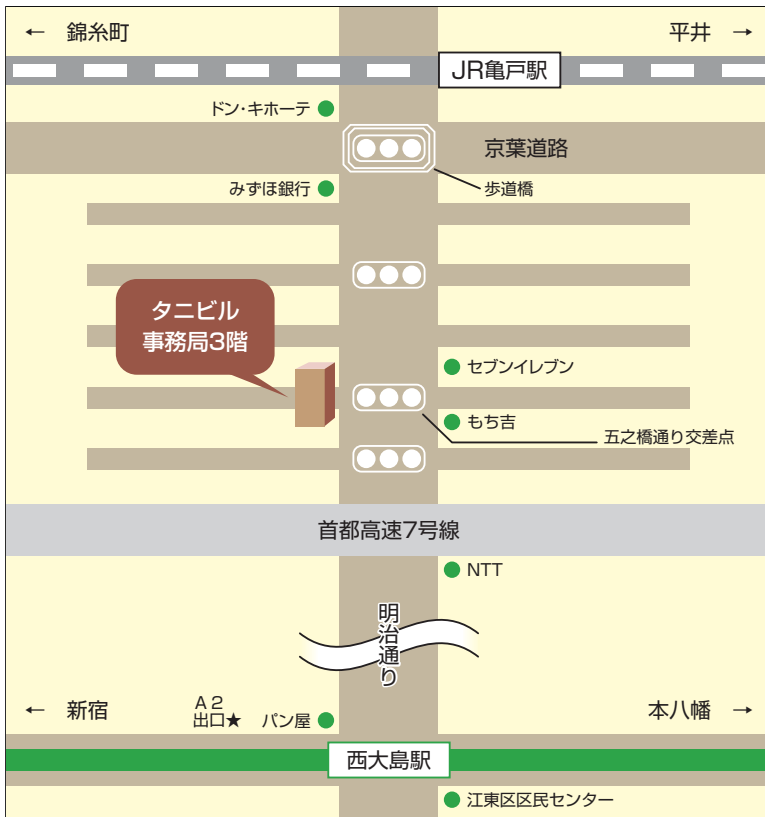 ← 錦糸町
平井 →
JR亀戸駅
ドン・キホーテ
京葉道路
みずほ銀行
歩道橋
タニビル
事務局3階
セブンイレブン
もち吉
五之橋通り交差点
首都高速7号線
NTT
明治通り
← 新宿
A2
出口★
パン屋
本八幡 →
西大島駅
江東区区民センター